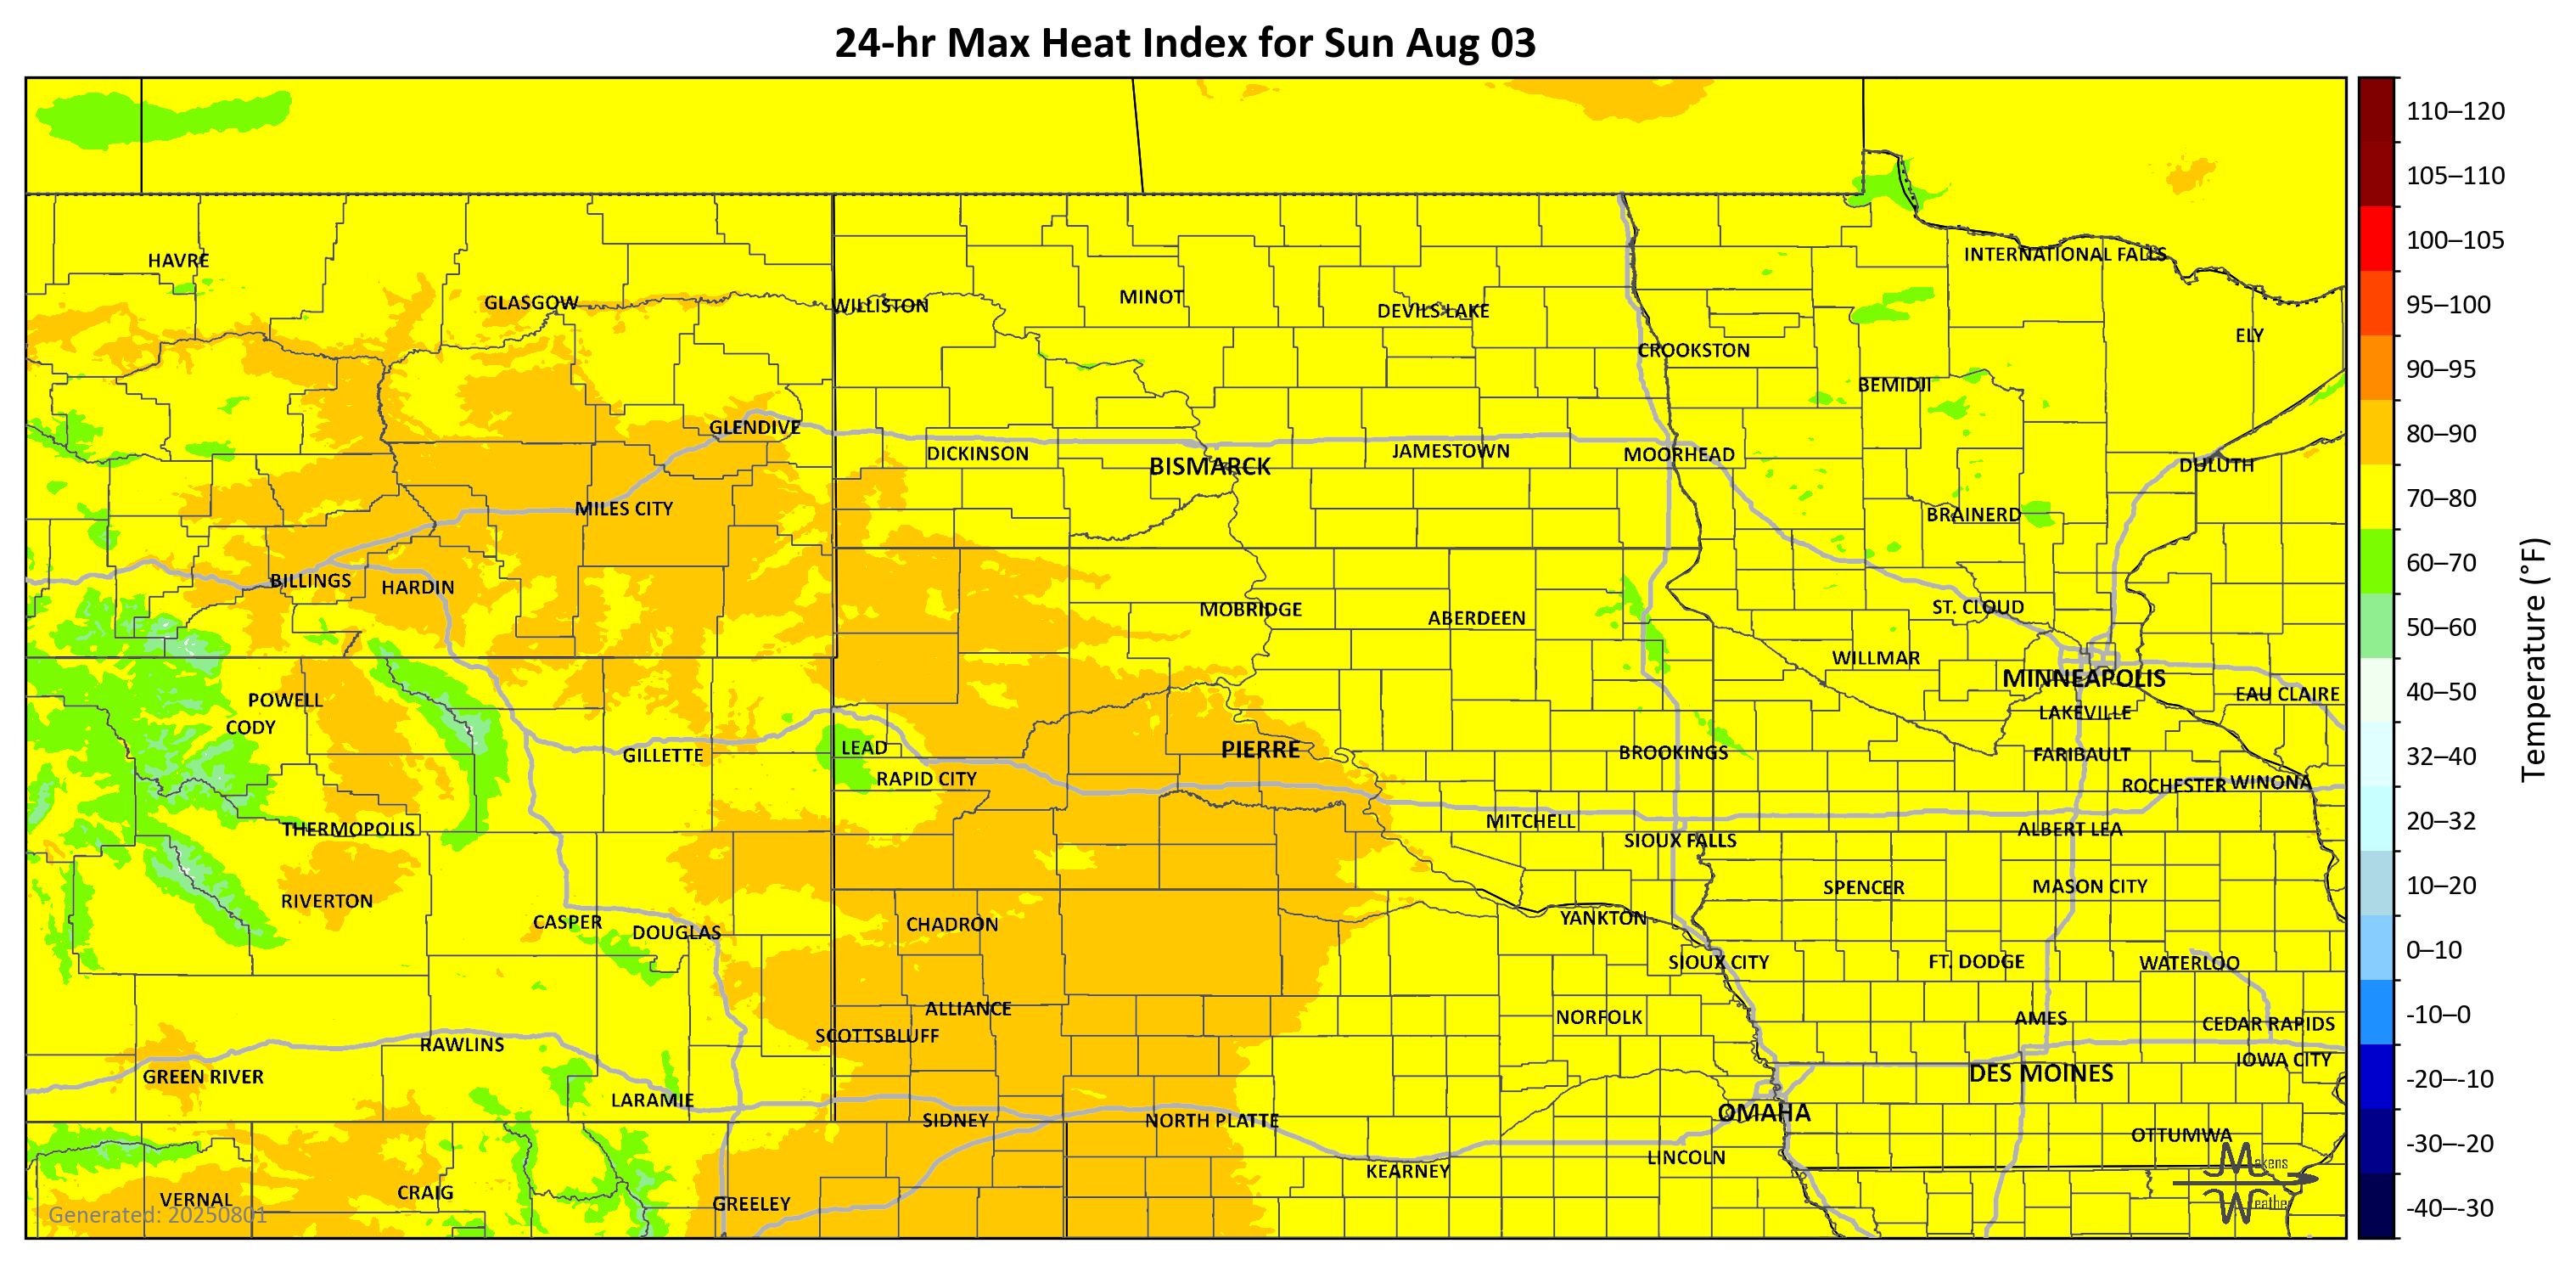 24-hr Max Heat Index for Sun Aug 03
110–120
105–110
100–105
95–100
90–95
80–90
70–80
60–70
50–60
40–50
32–40
20–32
10–20
0–10
-10–0
-20–-10
-30–-20
-40–-30
Temperature (°F)
HAVRE
GLASGOW
WILLISTON
MINOT
DEVILS LAKE
INTERNATIONAL FALLS
ELY
CROOKSTON
BEMIDJI
GLENDIVE
DICKINSON
BISMARCK
JAMESTOWN
MOORHEAD
DULUTH
MILES CITY
BRAINERD
BILLINGS
HARDIN
MOBRIDGE
ABERDEEN
ST. CLOUD
WILLMAR
MINNEAPOLIS
EAU CLAIRE
POWELL
CODY
LAKEVILLE
GILLETTE
LEAD
PIERRE
BROOKINGS
FARIBAULT
RAPID CITY
ROCHESTER
WINONA
THERMOPOLIS
MITCHELL
SIOUX FALLS
ALBERT LEA
RIVERTON
SPENCER
MASON CITY
CASPER
DOUGLAS
CHADRON
YANKTON
SIOUX CITY
FT. DODGE
WATERLOO
ALLIANCE
NORFOLK
AMES
CEDAR RAPIDS
SCOTTSBLUFF
RAWLINS
IOWA CITY
GREEN RIVER
DES MOINES
LARAMIE
SIDNEY
NORTH PLATTE
OMAHA
OTTUMWA
LINCOLN
KEARNEY
VERNAL
CRAIG
GREELEY
Generated: 20250801
Makens
Weather